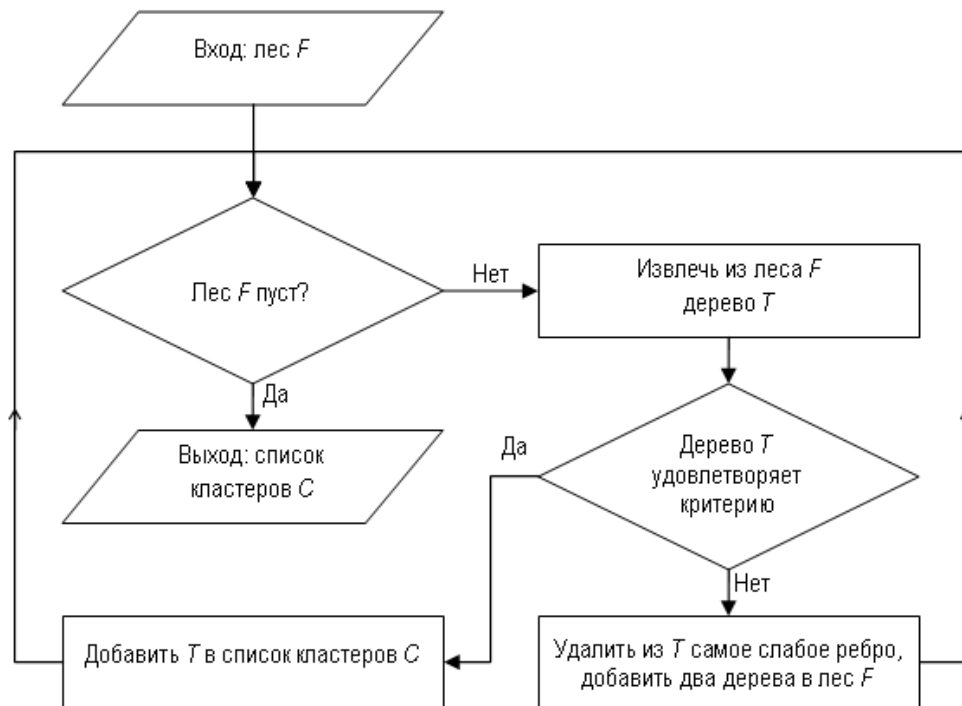 Вход: лес F
Лес F пуст?
Нет
Извлечь из леса F
дерево T
Да
Выход: список
кластеров C
Да
Дерево T
удовлетворяет
критерию
Нет
Добавить T в список кластеров C
Удалить из T самое слабое ребро,
добавить два дерева в лес F